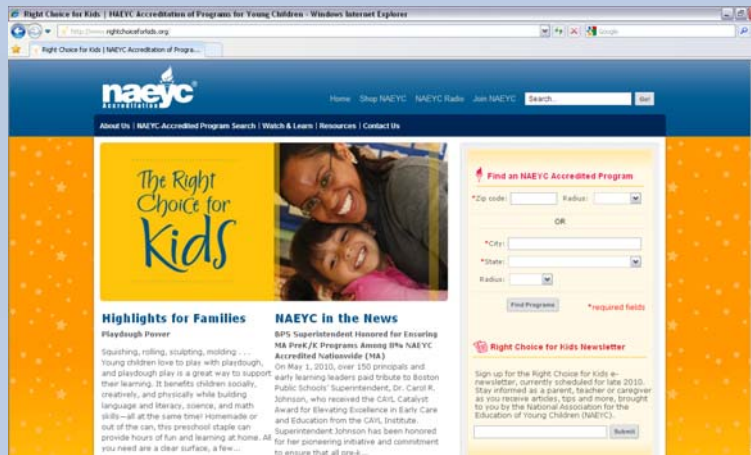 Right Choice for Kids | NAEYC Accreditation of Programs for Young Children - Windows Internet Explorer
http://www.rightchoiceforkids.org/
Google
Right Choice for Kids | NAEYC Accreditation of Progra...
naeyc®
Accreditation
Home Shop NAEYC NAEYC Radio Join NAEYC Search... Go!
About Us | NAEYC-Accredited Program Search | Watch & Learn | Resources | Contact Us
The Right
Choice for
Kids
Highlights for Families
Playdough Power
Squishing, rolling, sculpting, molding . . .
Young children love to play with playdough,
and playdough play is a great way to support
their learning. It benefits children socially,
creatively, and physically while building
language and literacy, science, and math
skills—all at the same time! Homemade or
out of the can, this preschool staple can
provide hours of fun and learning at home. All
you need are a clear surface, a few...
NAEYC in the News
BPS Superintendent Honored for Ensuring
MA PreK/K Programs Among 8% NAEYC
Accredited Nationwide (MA)
On May 1, 2010, over 150 principals and
early learning leaders paid tribute to Boston
Public Schools' Superintendent, Dr. Carol R.
Johnson, who received the CAYL Catalyst
Award for Elevating Excellence in Early Care
and Education from the CAYL Institute.
Superintendent Johnson has been honored
for her pioneering initiative and commitment
to ensure that all pre-k...
Find an NAEYC Accredited Program
*Zip code: Radius:
OR
*City:
*State:
Radius:
Find Programs *required fields
Right Choice for Kids Newsletter
Sign up for the Right Choice for Kids e-
newsletter, currently scheduled for late 2010.
Stay informed as a parent, teacher or caregiver
as you receive articles, tips and more, brought
to you by the National Association for the
Education of Young Children (NAEYC).
Submit